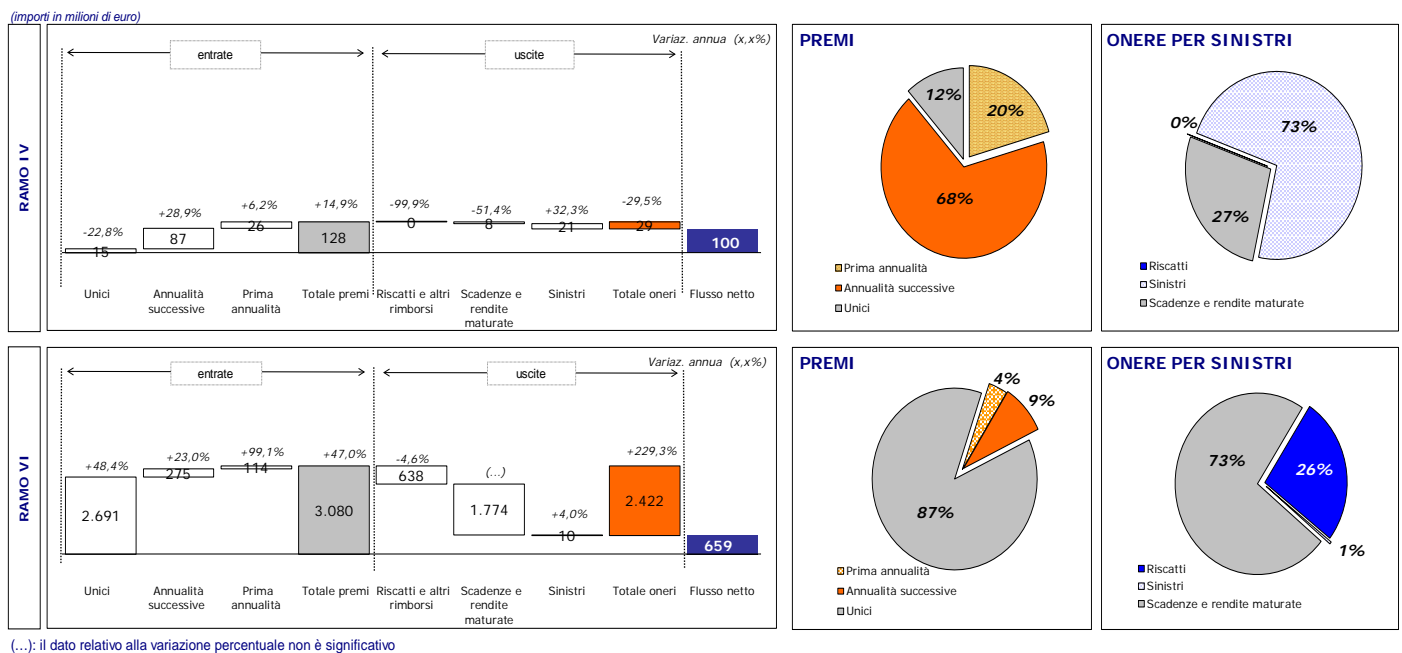 (importi in milioni di euro)
RAMO IV
Variaz. annua (x,x%)
entrate
uscite
-22,8%
+28,9%
+6,2%
+14,9%
-99,9%
-51,4%
+32,3%
-29,5%
15
87
26
128
0
8
21
29
100
Unici
Annualità successive
Prima annualità
Totale premi
Riscatti e altri rimborsi
Scadenze e rendite maturate
Sinistri
Totale oneri
Flusso netto
PREMI
12%
20%
68%
Prima annualità
Annualità successive
Unici
ONERE PER SINISTRI
0%
73%
27%
Riscatti
Sinistri
Scadenze e rendite maturate
RAMO VI
Variaz. annua (x,x%)
entrate
uscite
+48,4%
+23,0%
+99,1%
+47,0%
-4,6%
(...)
+4,0%
+229,3%
2.691
275
114
3.080
638
1.774
10
2.422
659
Unici
Annualità successive
Prima annualità
Totale premi
Riscatti e altri rimborsi
Scadenze e rendite maturate
Sinistri
Totale oneri
Flusso netto
PREMI
4%
9%
87%
Prima annualità
Annualità successive
Unici
ONERE PER SINISTRI
73%
26%
1%
Riscatti
Sinistri
Scadenze e rendite maturate
(…): il dato relativo alla variazione percentuale non è significativo